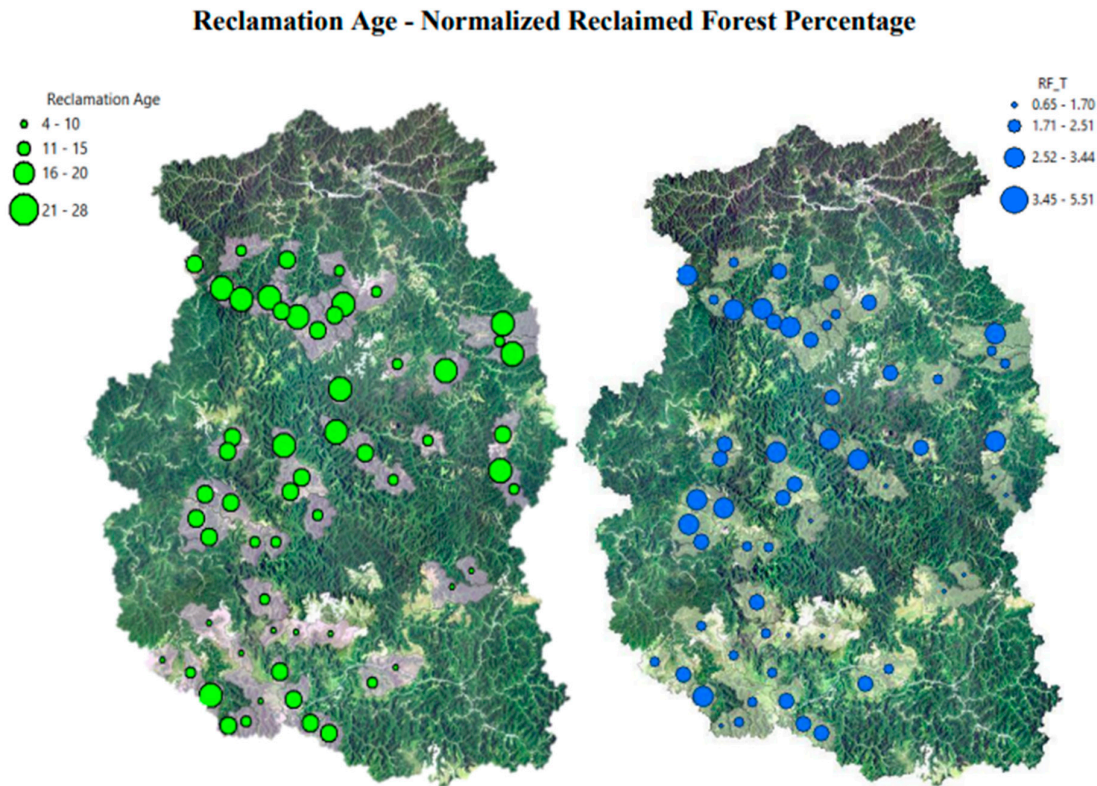 Reclamation Age - Normalized Reclaimed Forest Percentage
Reclamation Age
4 - 10
11 - 15
16 - 20
21 - 28
RF_T
0.65 - 1.70
1.71 - 2.51
2.52 - 3.44
3.45 - 5.51